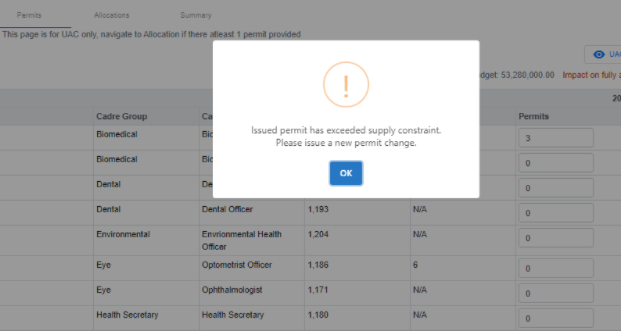 Permits Allocations Summary
This page is for UAC only, navigate to Allocation if there atleast 1 permit provided
UAC
dget: 53,280,000.00 Impact on fully a
20
Cadre Group Ca Permits
Biomedical Bio 3
Biomedical Bio 0
Dental De 0
Dental Dental Officer 1,193 N/A 0
Environmental Envrionmental Health Officer 1,204 N/A 0
Eye Optometrist Officer 1,186 6 0
Eye Ophthalmologist 1,171 N/A 0
Health Secretary Health Secretary 1,180 N/A 0
Issued permit has exceeded supply constraint.
Please issue a new permit change.
OK